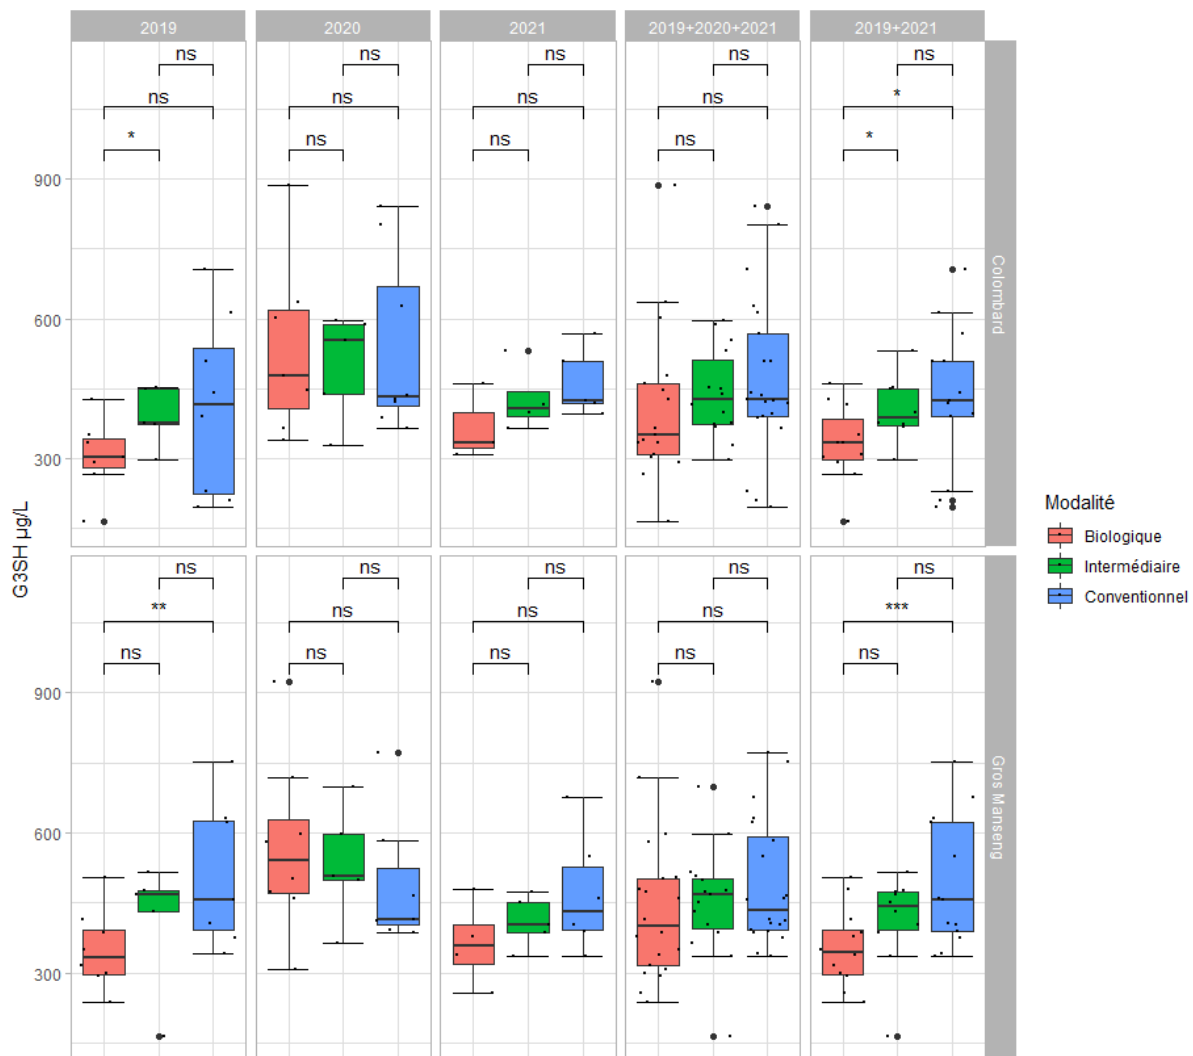 2019 2020 2021 2019+2020+2021 2019+2021
ns ns ns ns ns
ns ns ns ns *
* ns ns ns *
900
600
300
Colombard
G3SH µg/L
Modalité
Biologique
Intermédiaire
Conventionnel
ns ns ns ns ns
** ns ns ns ***
ns ns ns ns ns
900
600
300
Gros Manseng